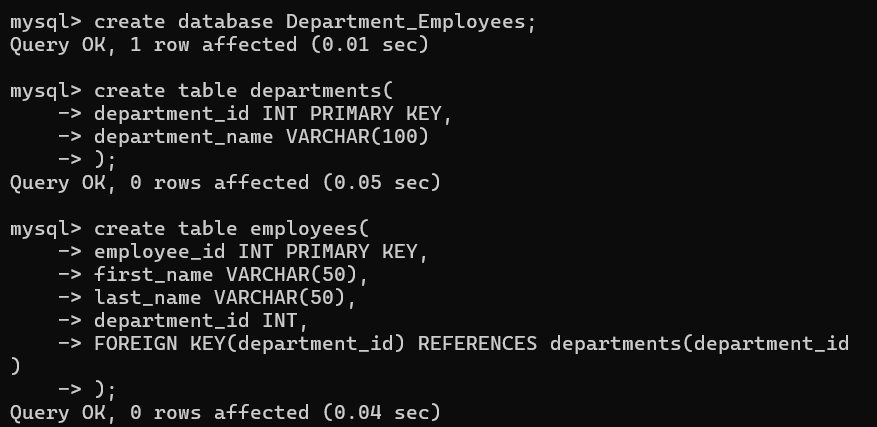 mysql> create database Department_Employees;
Query OK, 1 row affected (0.01 sec)
mysql> create table departments(
    -> department_id INT PRIMARY KEY,
    -> department_name VARCHAR(100)
    -> );
Query OK, 0 rows affected (0.05 sec)
mysql> create table employees(
    -> employee_id INT PRIMARY KEY,
    -> first_name VARCHAR(50),
    -> last_name VARCHAR(50),
    -> department_id INT,
    -> FOREIGN KEY(department_id) REFERENCES departments(department_id
)
    -> );
Query OK, 0 rows affected (0.04 sec)